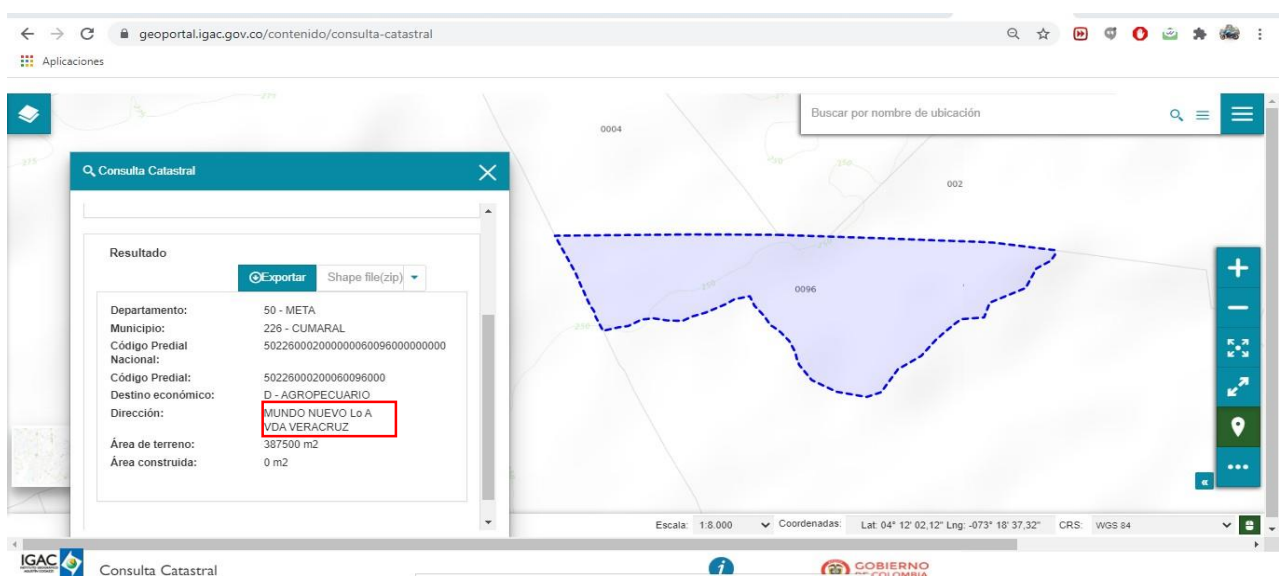 geoportal.igac.gov.co/contenido/consulta-catastral
Aplicaciones
Buscar por nombre de ubicación
0004
002
0096
250
Consulta Catastral
Resultado
Exportar
Shape file(zip)
Departamento: 50 - META
Municipio: 226 - CUMARAL
Código Predial Nacional: 502260002000000060096000000000
Código Predial: 50226000200060096000
Destino económico: D - AGROPECUARIO
Dirección: MUNDO NUEVO Lo A
VDA VERACRUZ
Área de terreno: 387500 m2
Área construida: 0 m2
Escala: 1:8.000 Coordenadas: Lat: 04° 12' 02,12" Lng: -073° 18' 37,32" CRS: WGS 84
IGAC
Consulta Catastral
GOBIERNO
DE COLOMBIA